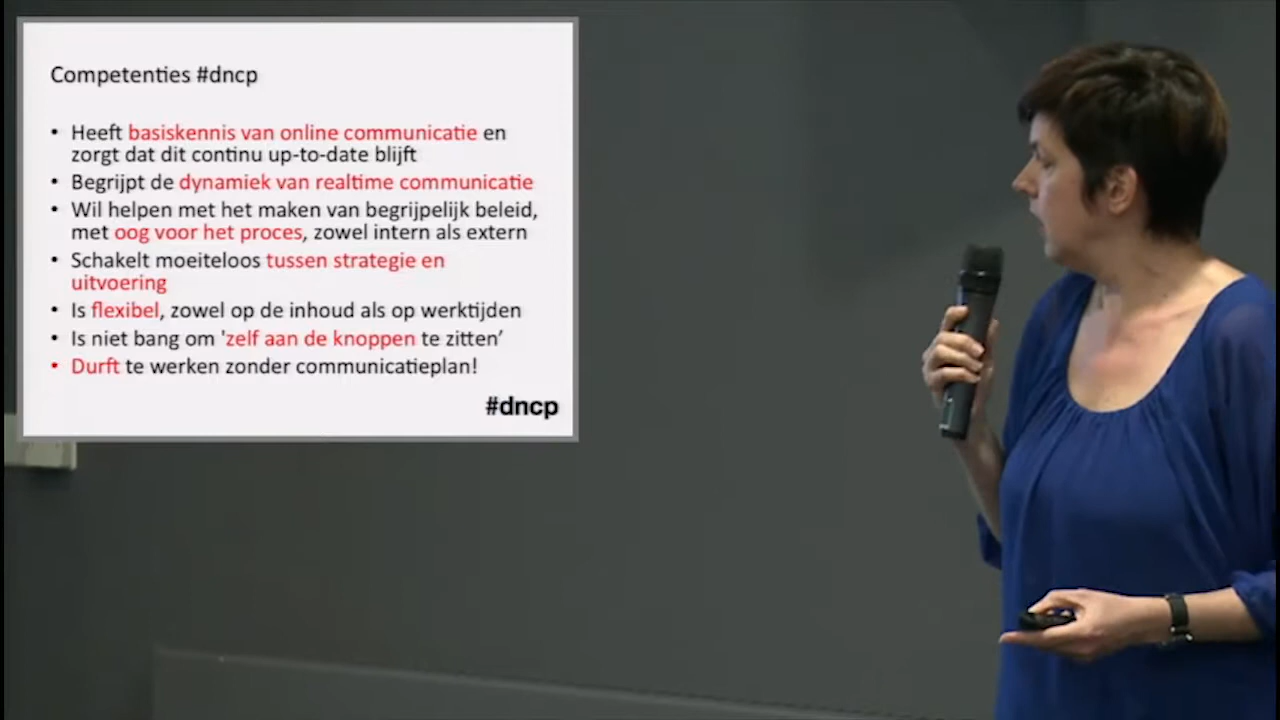 Competenties #dncp
• Heeft basiskennis van online communicatie en
zorgt dat dit continu up-to-date blijft
• Begrijpt de dynamiek van realtime communicatie
• Wil helpen met het maken van begrijpelijk beleid,
met oog voor het proces, zowel intern als extern
• Schakelt moeiteloos tussen strategie en
uitvoering
• Is flexibel, zowel op de inhoud als op werktijden
• Is niet bang om 'zelf aan de knoppen te zitten’
• Durft te werken zonder communicatieplan!
#dncp